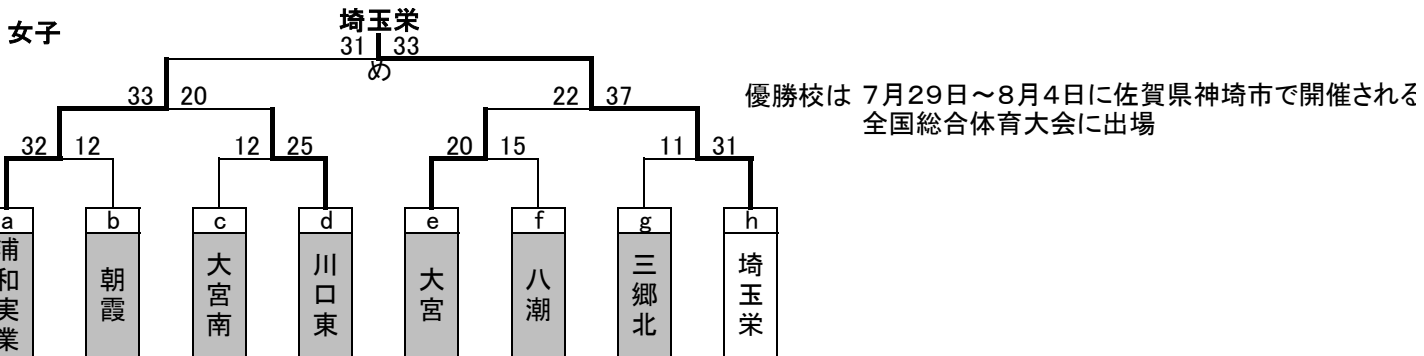 女子
埼玉栄
31 33
め
33 20
22 37
優勝校は 7月29日～8月4日に佐賀県神埼市で開催される
全国総合体育大会に出場
32 12
12 25
20 15
11 31
a b c d e f g h
浦和実業
朝霞
大宮南
川口東
大宮
八潮
三郷北
埼玉栄